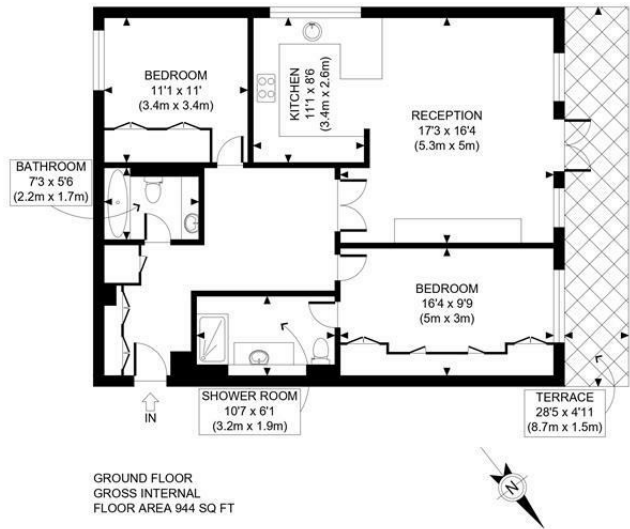 BEDROOM
11'1 x 11'
(3.4m x 3.4m)
KITCHEN
11'1 x 8'6
(3.4m x 2.6m)
RECEPTION
17'3 x 16'4
(5.3m x 5m)
BATHROOM
7'3 x 5'6
(2.2m x 1.7m)
BEDROOM
16'4 x 9'9
(5m x 3m)
SHOWER ROOM
10'7 x 6'1
(3.2m x 1.9m)
TERRACE
28'5 x 4'11
(8.7m x 1.5m)
IN
GROUND FLOOR
GROSS INTERNAL
FLOOR AREA 944 SQ FT
N